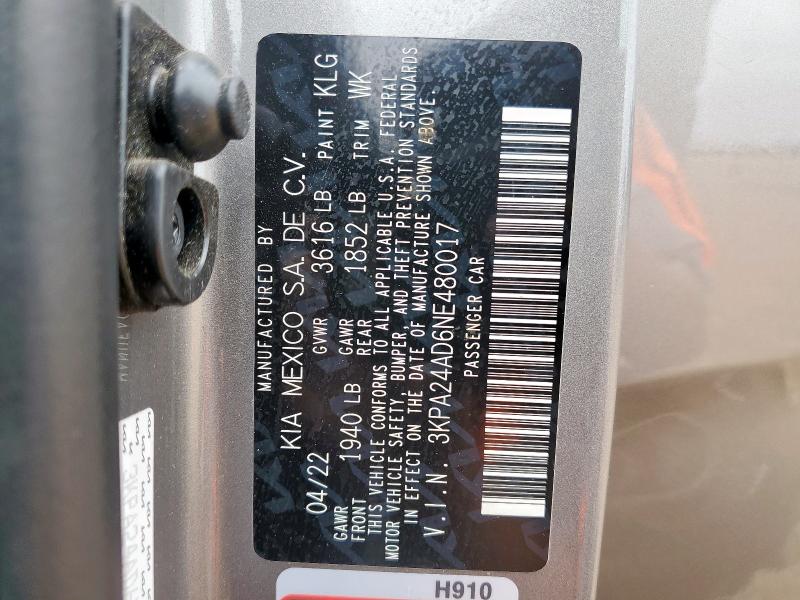 MANUFACTURED BY
KIA MEXICO S.A. DE C.V.
04/22 GVWR 3616 LB PAINT KLG
GAWR FRONT 1940 LB GAWR REAR 1852 LB TRIM WK
THIS VEHICLE CONFORMS TO ALL APPLICABLE U.S.A. FEDERAL
MOTOR VEHICLE SAFETY, BUMPER, AND THEFT PREVENTION STANDARDS
IN EFFECT ON THE DATE OF MANUFACTURE SHOWN ABOVE.
V.I.N. 3KPA24AD6NE480017
PASSENGER CAR
H910